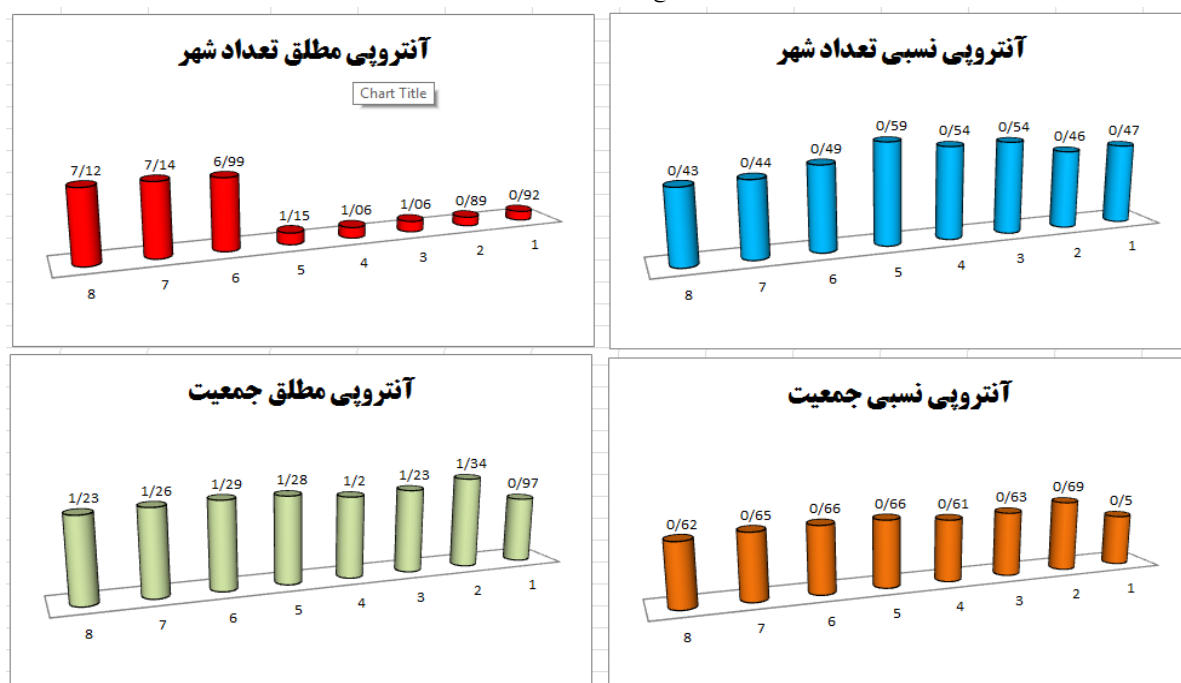 آنتروپی مطلق تعداد شهر
Chart Title
7/12 7/14 6/99 1/15 1/06 1/06 0/89 0/92
8 7 6 5 4 3 2 1
آنتروپی نسبی تعداد شهر
0/43 0/44 0/49 0/59 0/54 0/54 0/46 0/47
8 7 6 5 4 3 2 1
آنتروپی مطلق جمعیت
1/23 1/26 1/29 1/28 1/2 1/23 1/34 0/97
8 7 6 5 4 3 2 1
آنتروپی نسبی جمعیت
0/62 0/65 0/66 0/66 0/61 0/63 0/69 0/5
8 7 6 5 4 3 2 1